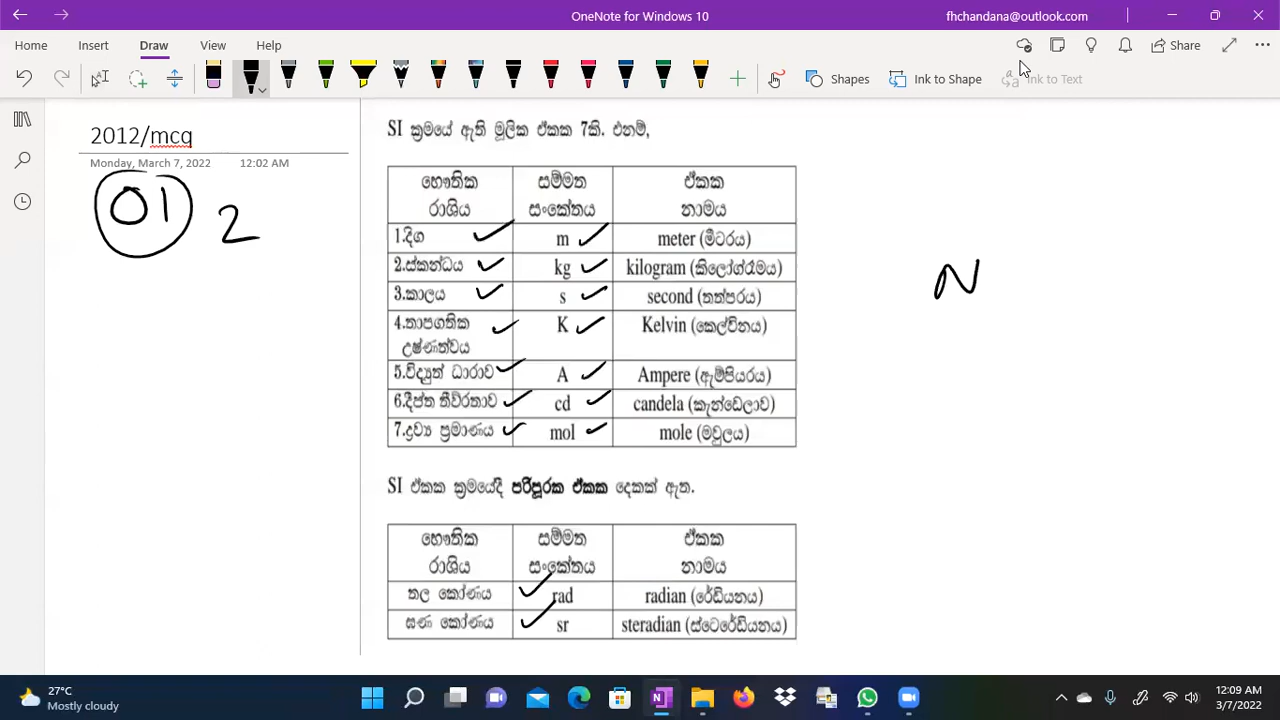 OneNote for Windows 10
fhchandana@outlook.com
Home Insert Draw View Help
Share
Shapes
Ink to Shape
Ink to Text
2012/mcq
Monday, March 7, 2022 12:02 AM
01 2
SI ක්‍රමයේ ඇති මූලික ඒකක 7කි. එනම්,
භෞතික රාශිය සම්මත සංකේතය ඒකක නාමය
1.දිග m meter (මීටරය)
2.ස්කන්ධය kg kilogram (කිලෝග්රෑමය)
3.කාලය s second (තත්පරය)
4.තාපගතික උෂ්ණත්වය K Kelvin (කෙල්වීනය)
5.විද්‍යුත් ධාරාව A Ampere (ඇම්පියරය)
6.දීප්ත තීව්රතාව cd candela (කැන්ඩෙලාව)
7.ද්‍රව්‍ය ප්‍රමාණය mol mole (මවුලය)
N
SI ඒකක ක්‍රමයේදී පරිපූරක ඒකක දෙකක් ඇත.
භෞතික රාශිය සම්මත සංකේතය ඒකක නාමය
තල කෝණය rad radian (රේඩියනය)
ඝණ කෝණය sr steradian (ස්ටෙරේඩියනය)
27°C
Mostly cloudy
12:09 AM
3/7/2022